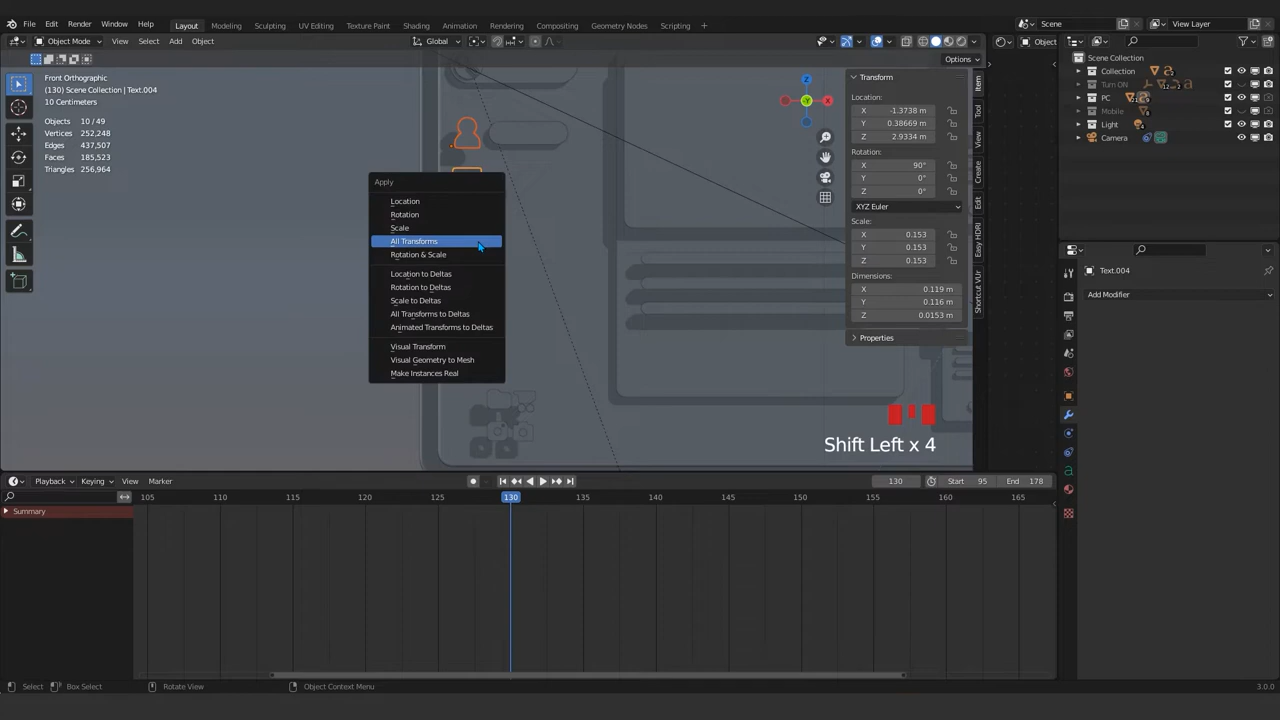 File Edit Render Window Help Layout Modeling Sculpting UV Editing Texture Paint Shading Animation Rendering Compositing Geometry Nodes Scripting + Scene View Layer
Object Mode View Select Add Object Global Object
Options
Front Orthographic
(130) Scene Collection | Text.004
10 Centimeters
Objects 10 / 49
Vertices 252,248
Edges 437,507
Faces 185,523
Triangles 256,964
Z
X
Y
Apply
Location
Rotation
Scale
All Transforms
Rotation & Scale
Location to Deltas
Rotation to Deltas
Scale to Deltas
All Transforms to Deltas
Animated Transforms to Deltas
Visual Transform
Visual Geometry to Mesh
Make Instances Real
Transform
Location:
X -1.3738 m
Y 0.38669 m
Z 2.9334 m
Rotation:
X 90°
Y 0°
Z 0°
XYZ Euler
Scale:
X 0.153
Y 0.153
Z 0.153
Dimensions:
X 0.119 m
Y 0.116 m
Z 0.0153 m
Properties
Item
Tool
View
Create
Edit
Easy HDRI
Shortcut VUr
Shift Left x 4
Scene Collection
Collection
Turn ON
PC
Mobile
Light
Camera
Text.004
Add Modifier
Playback Keying View Marker 130 Start 95 End 178
105 115 120 125 130 135 140 145 150 155 160 165
Summary
Select Box Select Rotate View Object Context Menu 3.0.0